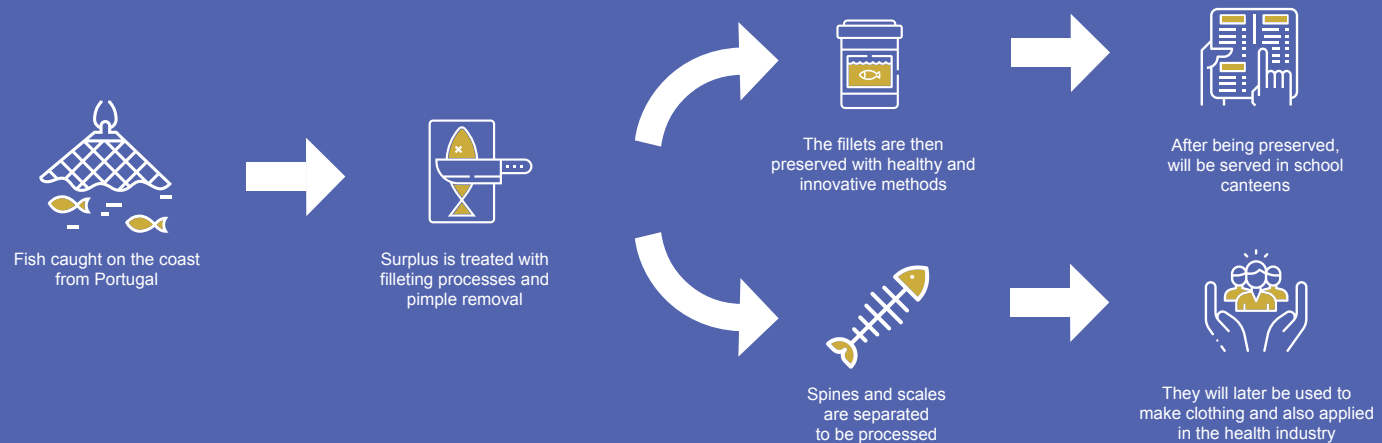 Fish caught on the coast
from Portugal
Surplus is treated with
filleting processes and
pimple removal
The fillets are then
preserved with healthy and
innovative methods
After being preserved,
will be served in school
canteens
Spines and scales
are separated
to be processed
They will later be used to
make clothing and also applied
in the health industry